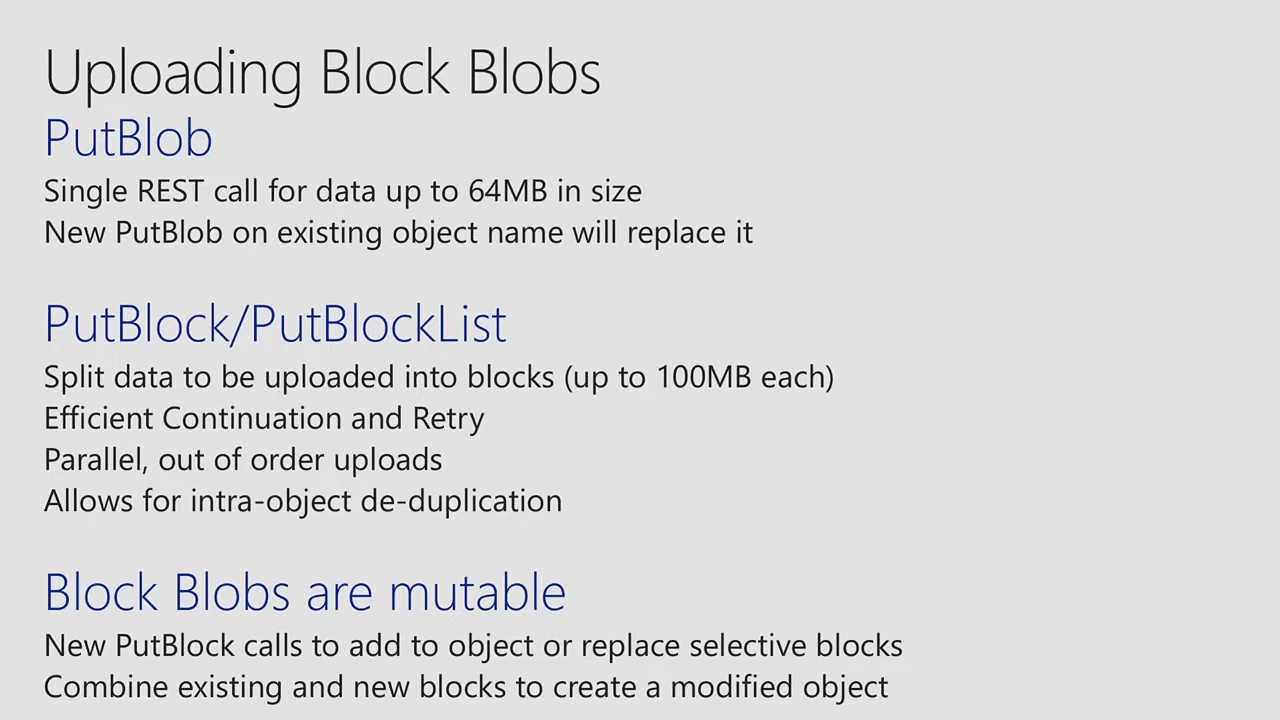 Uploading Block Blobs
PutBlob
Single REST call for data up to 64MB in size
New PutBlob on existing object name will replace it
PutBlock/PutBlockList
Split data to be uploaded into blocks (up to 100MB each)
Efficient Continuation and Retry
Parallel, out of order uploads
Allows for intra-object de-duplication
Block Blobs are mutable
New PutBlock calls to add to object or replace selective blocks
Combine existing and new blocks to create a modified object